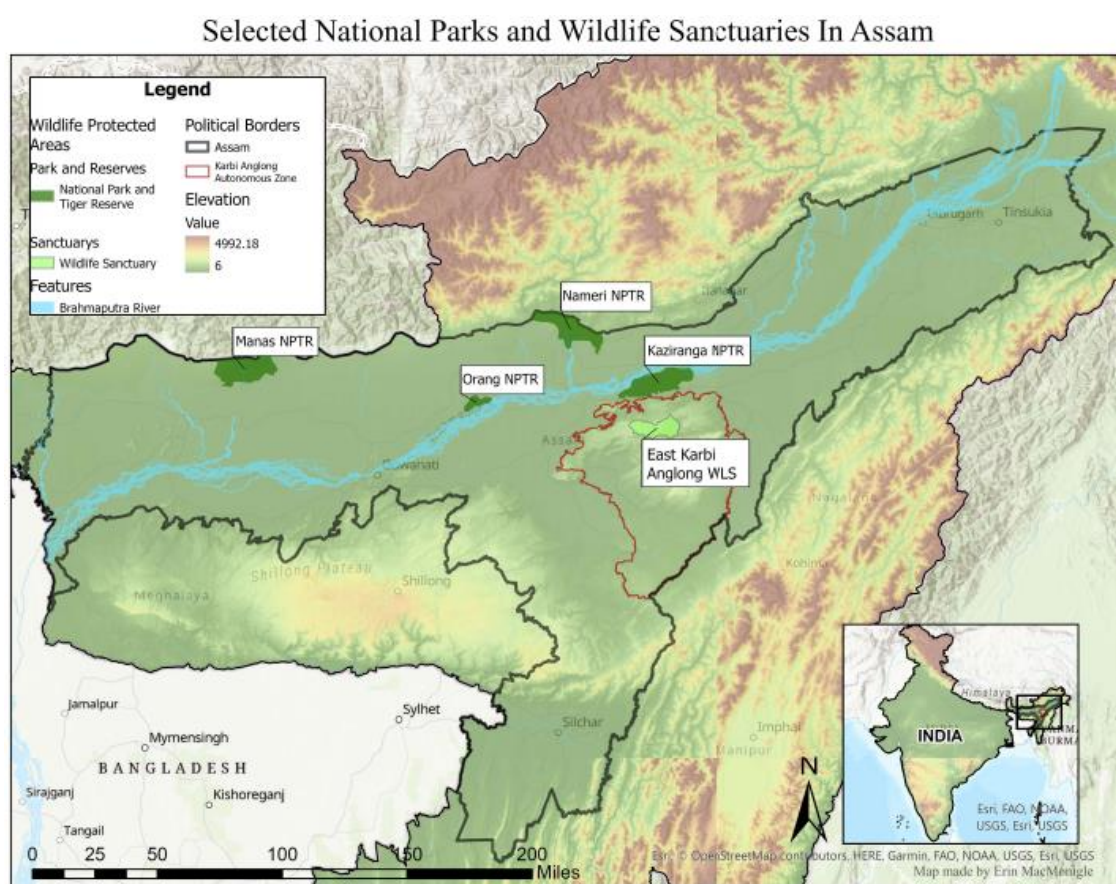 Selected National Parks and Wildlife Sanctuaries In Assam
Legend
Wildlife Protected
Areas
Park and Reserves
National Park and
Tiger Reserve
Sanctuarys
Wildlife Sanctuary
Features
Brahmaputra River
Political Borders
Assam
Karbi Anglong
Autonomous Zone
Elevation
Value
4992.18
6
Tinsukia
Nameri NPTR
Manas NPTR
Kaziranga NPTR
Orang NPTR
East Karbi
Anglong WLS
Nagaland
Kohima
Shillong Plateau
Shillong
Meghalaya
Silchar
Imphal
Manipur
Jamalpur
Sylhet
Mymensingh
BANGLADESH
Sirajganj
Kishoreganj
Tangail
0 25 50 100 150 200
Miles
N
Himalaya
INDIA
BURMA
Esri, FAO, NOAA,
USGS, Esri, USGS
Esri, © OpenStreetMap contributors, HERE, Garmin, FAO, NOAA, USGS, Esri, USGS
Map made by Erin MacMonigle